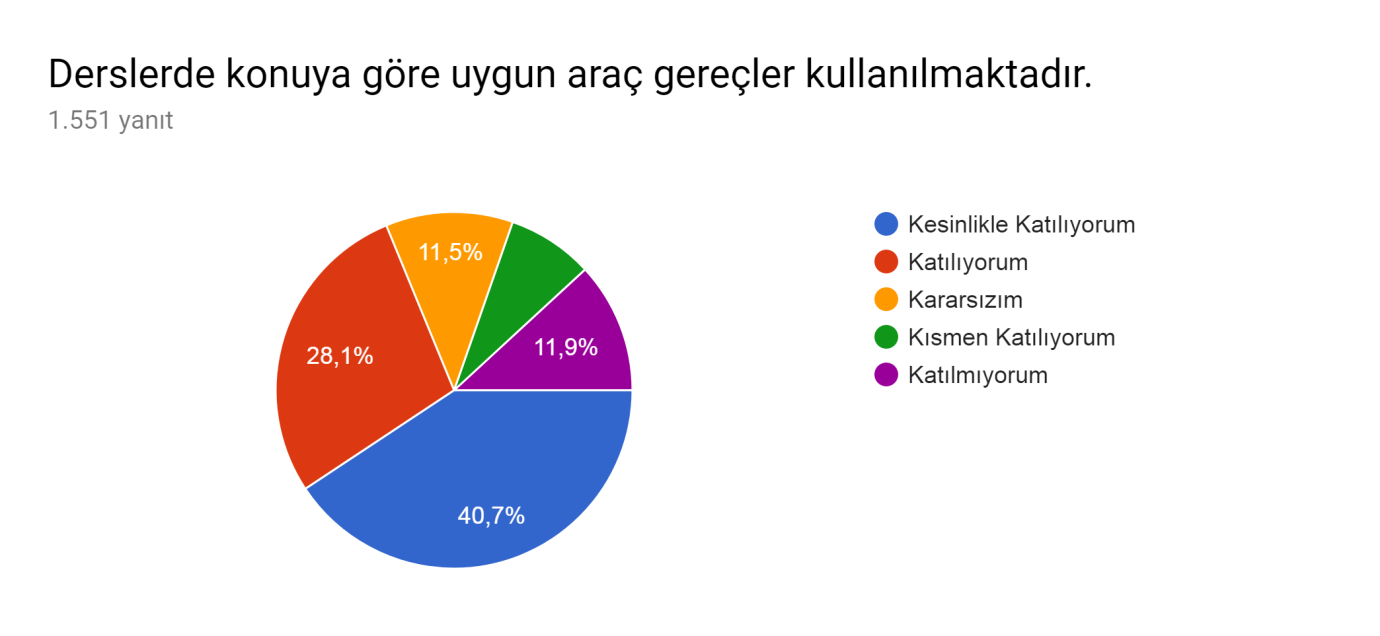 Derslerde konuya göre uygun araç gereçler kullanılmaktadır.
1.551 yanıt
11,5%
28,1%
11,9%
40,7%
Kesinlikle Katılıyorum
Katılıyorum
Kararsızım
Kısmen Katılıyorum
Katılmıyorum